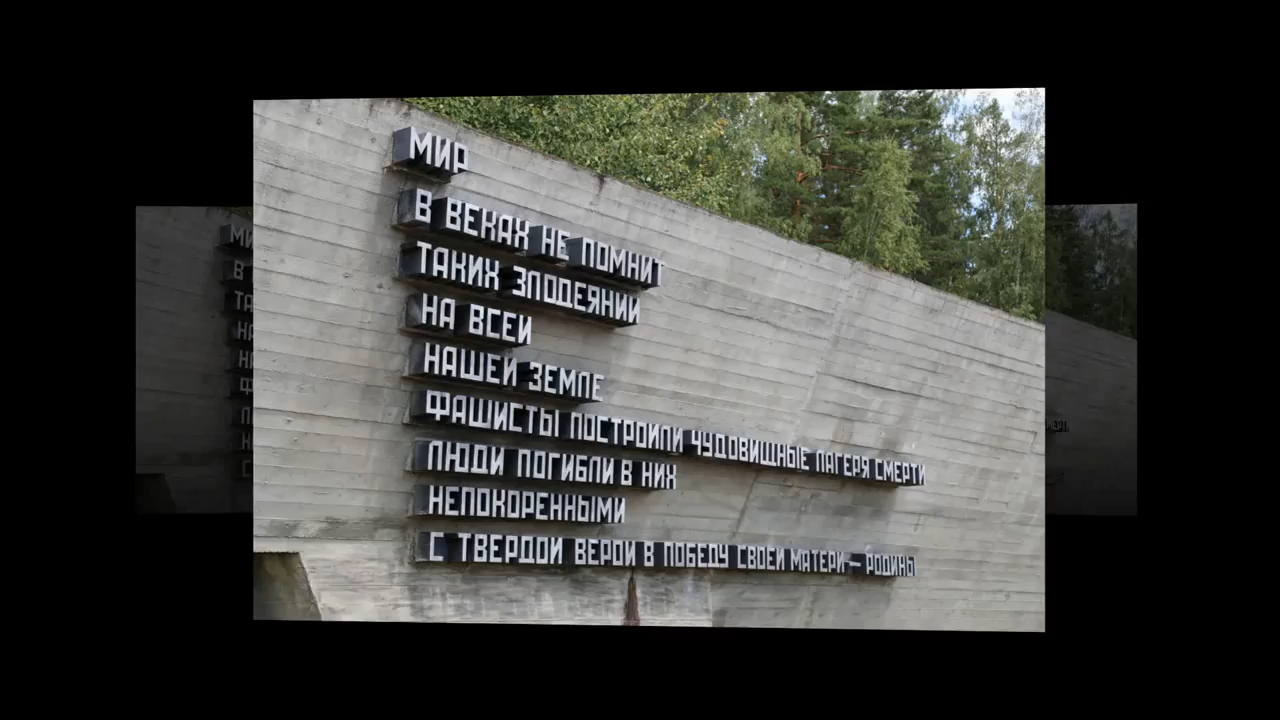 МИР
В ВЕКАХ НЕ ПОМНИТ
ТАКИХ ЗЛОДЕЯНИЙ
НА ВСЕЙ
НАШЕЙ ЗЕМЛЕ
ФАШИСТЫ ПОСТРОИЛИ ЧУДОВИЩНЫЕ ЛАГЕРЯ СМЕРТИ
ЛЮДИ ПОГИБЛИ В НИХ
НЕПОКОРЕННЫМИ
С ТВЕРДОЙ ВЕРОЙ В ПОБЕДУ СВОЕЙ МАТЕРИ — РОДИНЫ